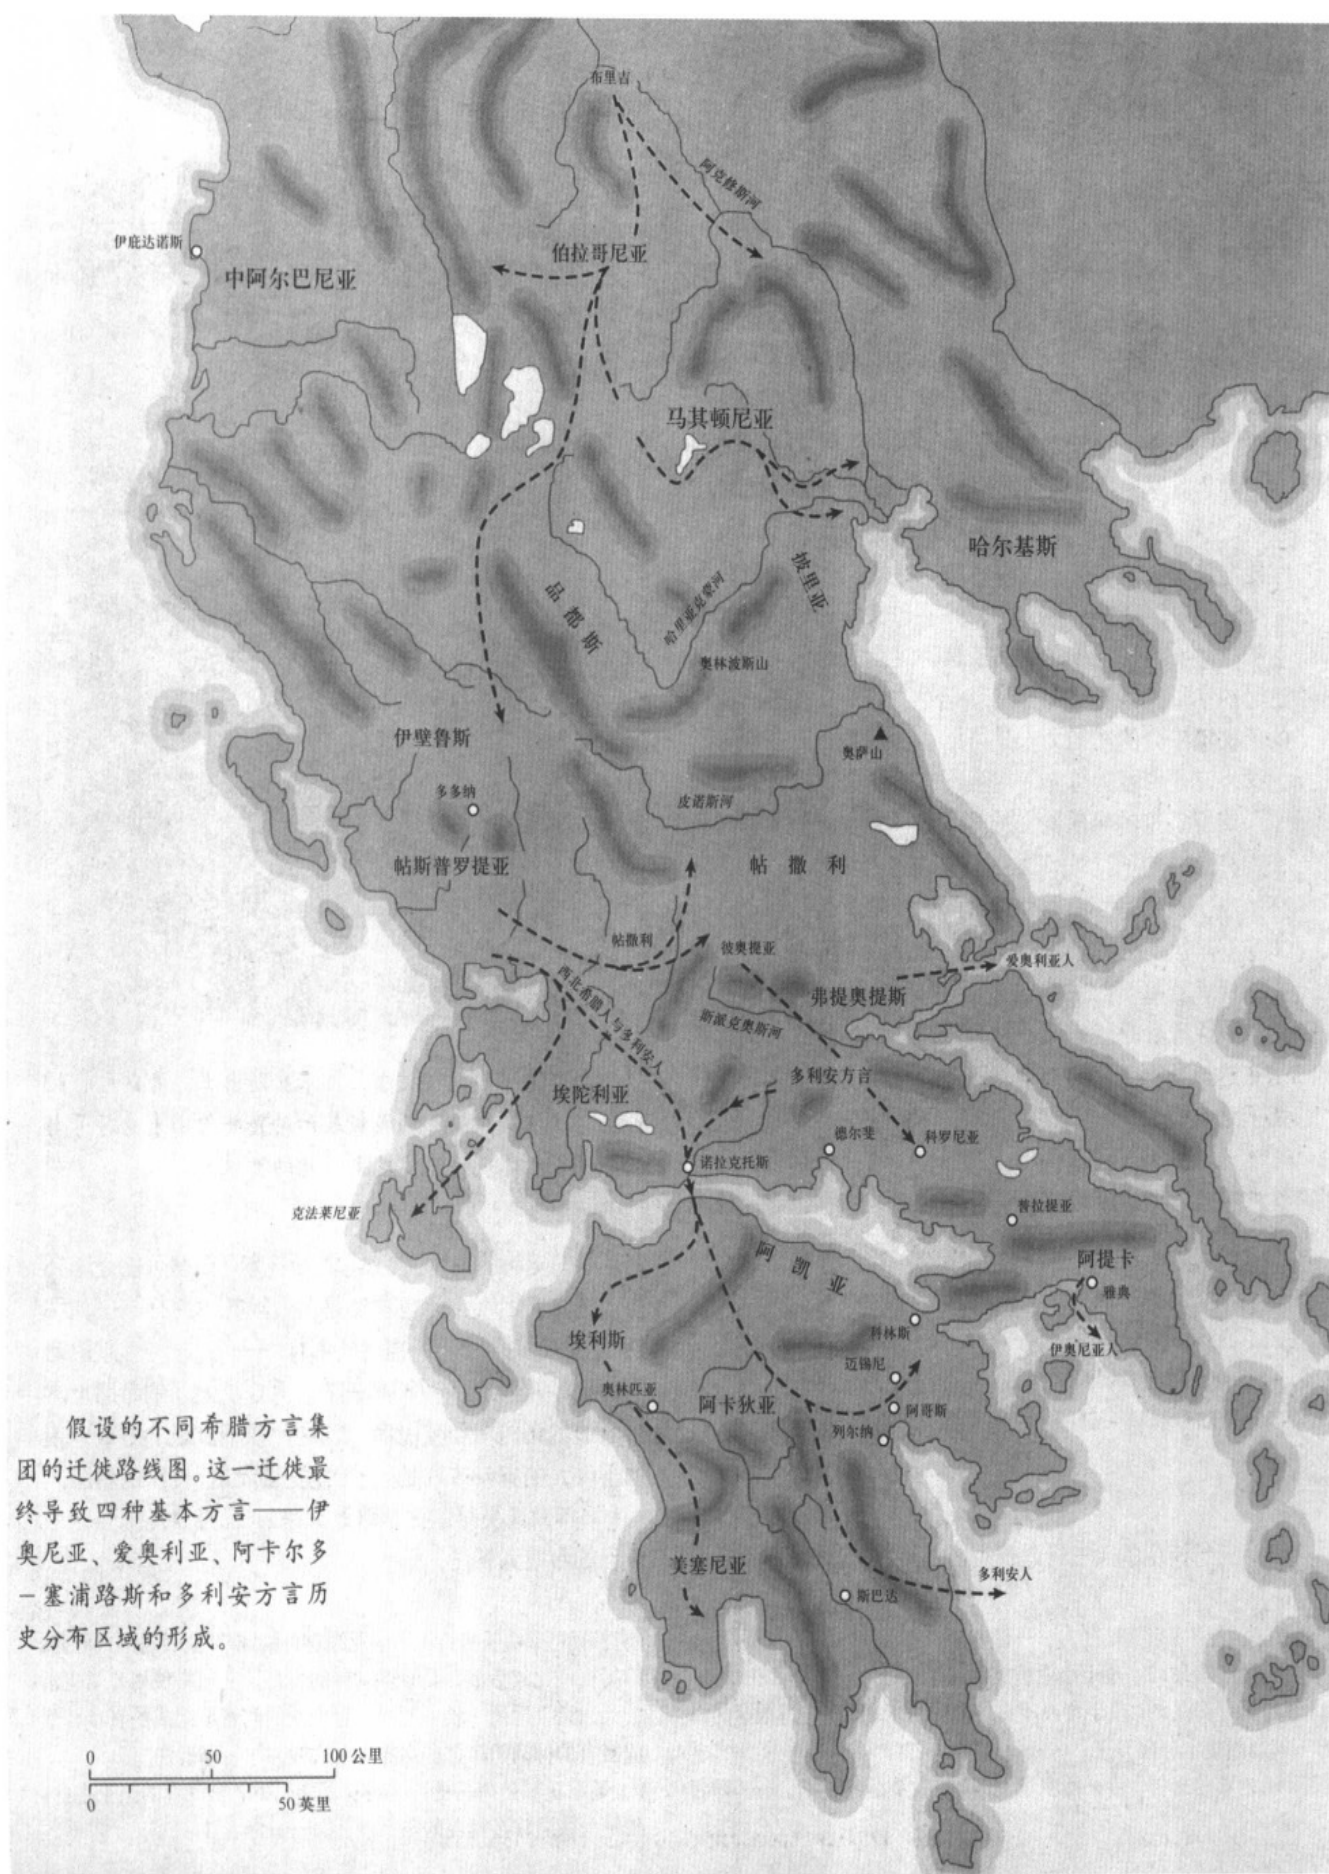 布里吉
阿克修斯河
伊庇达诺斯
伯拉哥尼亚
中阿尔巴尼亚
马其顿尼亚
哈尔基斯
披里亚
品都斯
哈里亚克蒙河
奥林波斯山
伊壁鲁斯
奥萨山
多多纳
皮诺斯河
帖斯普罗提亚
帖撒利
帖撒利
彼奥提亚
爱奥利亚人
西北希腊人与多利安人
弗提奥提斯
斯派克奥斯河
多利安方言
埃陀利亚
德尔斐
科罗尼亚
诺拉克托斯
克法莱尼亚
普拉提亚
阿凯亚
阿提卡
雅典
科林斯
埃利斯
伊奥尼亚人
迈锡尼
奥林匹亚
阿卡狄亚
阿哥斯
列尔纳
假设的不同希腊方言集
团的迁徙路线图。这一迁徙最
终导致四种基本方言——伊
奥尼亚、爱奥利亚、阿卡尔多
－塞浦路斯和多利安方言历
史分布区域的形成。
美塞尼亚
多利安人
斯巴达
0 50 100 公里
0 50 英里